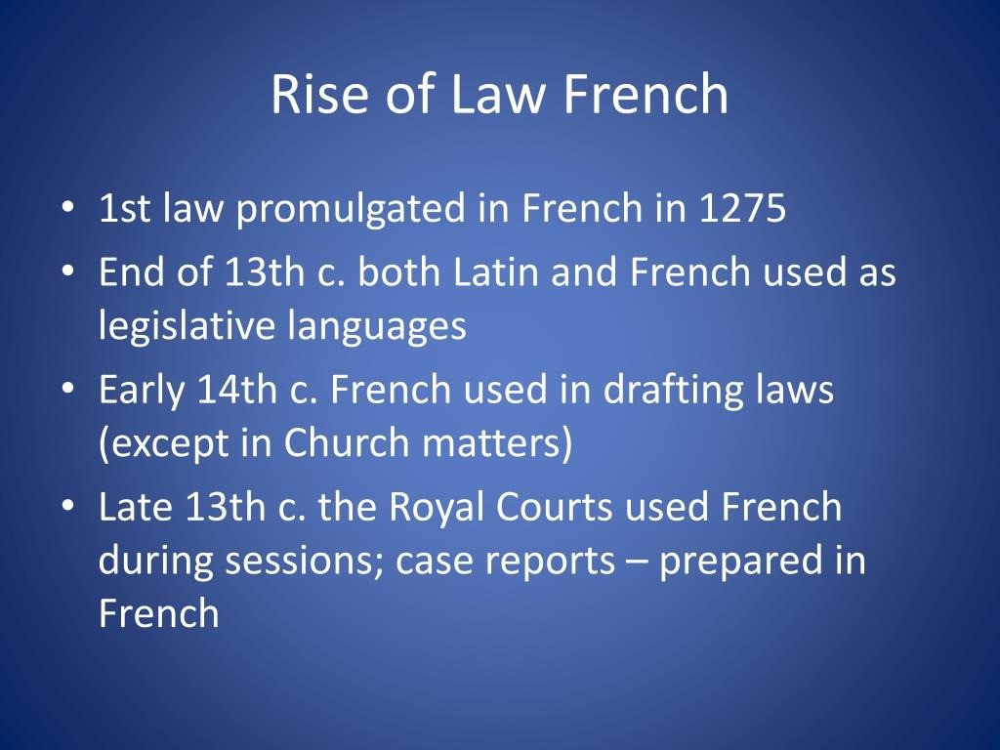 Rise of Law French
• 1st law promulgated in French in 1275
• End of 13th c. both Latin and French used as
legislative languages
• Early 14th c. French used in drafting laws
(except in Church matters)
• Late 13th c. the Royal Courts used French
during sessions; case reports – prepared in
French